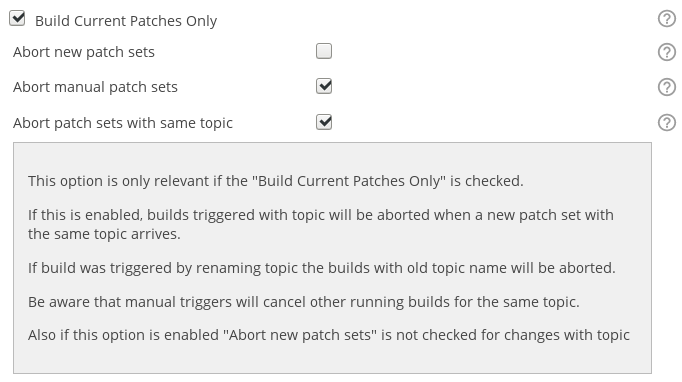 Build Current Patches Only
Abort new patch sets
Abort manual patch sets
Abort patch sets with same topic
This option is only relevant if the "Build Current Patches Only" is checked.
If this is enabled, builds triggered with topic will be aborted when a new patch set with
the same topic arrives.
If build was triggered by renaming topic the builds with old topic name will be aborted.
Be aware that manual triggers will cancel other running builds for the same topic.
Also if this option is enabled "Abort new patch sets" is not checked for changes with topic